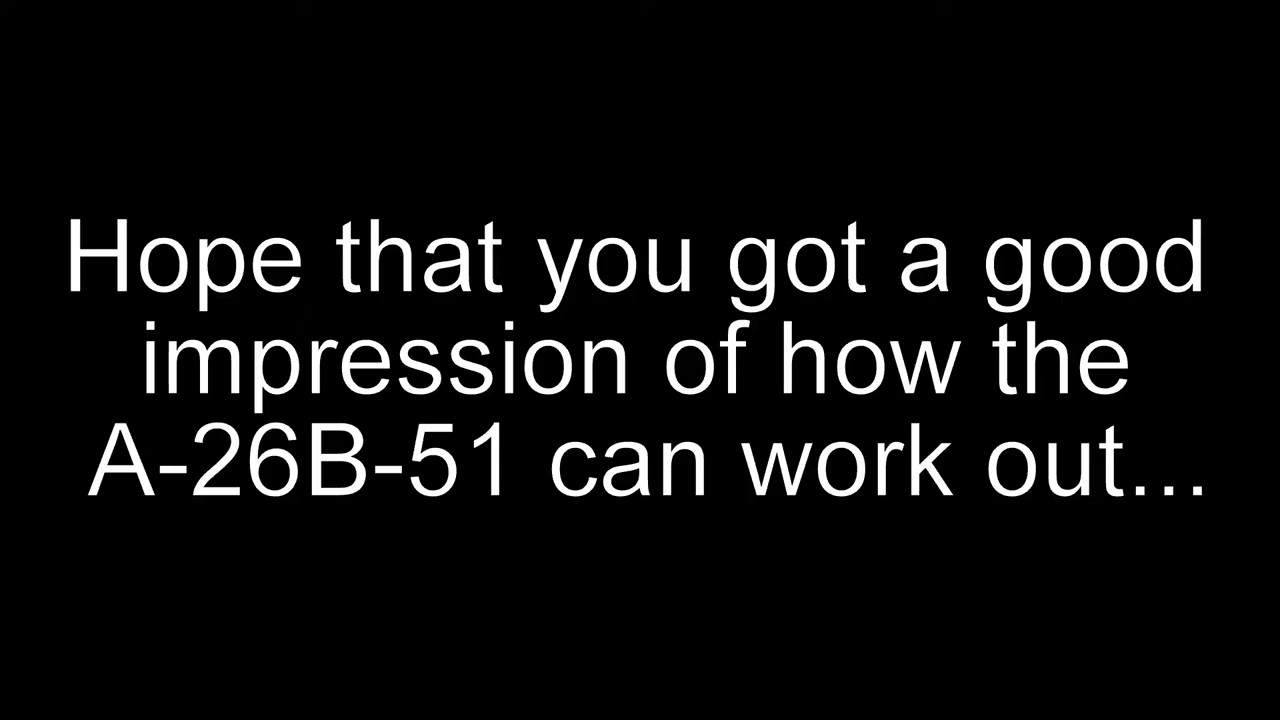 Hope that you got a good
impression of how the
A-26B-51 can work out...